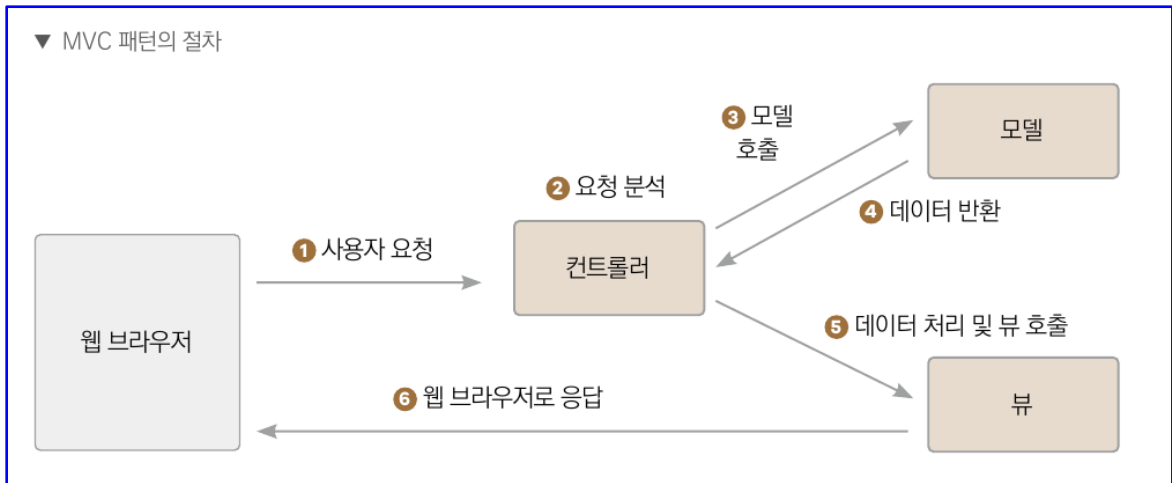 ▼ MVC 패턴의 절차
❸ 모델
호출
모델
❷ 요청 분석
❹ 데이터 반환
❶ 사용자 요청
컨트롤러
웹 브라우저
❺ 데이터 처리 및 뷰 호출
❻ 웹 브라우저로 응답
뷰